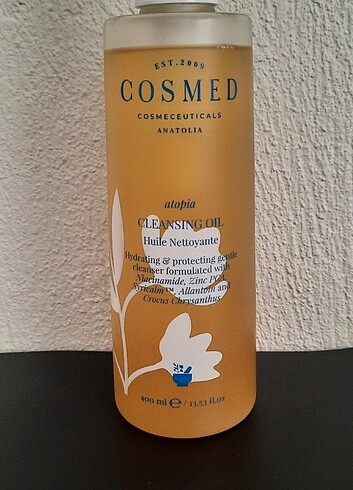 EST.2009
COSMED
COSMECEUTICALS
ANATOLIA
atopia
CLEANSING OIL
Huile Nettoyante
Hydrating & protecting gentle
cleanser formulated with
Niacinamide, Zinc PCA,
Syricalm™, Allantoin and
Crocus Chrysanthus
400 ml ℮ / 13.53 fl.oz